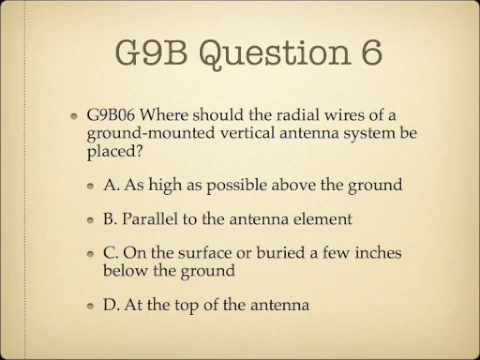 G9B Question 6
G9B06 Where should the radial wires of a
ground-mounted vertical antenna system be
placed?
A. As high as possible above the ground
B. Parallel to the antenna element
C. On the surface or buried a few inches
below the ground
D. At the top of the antenna